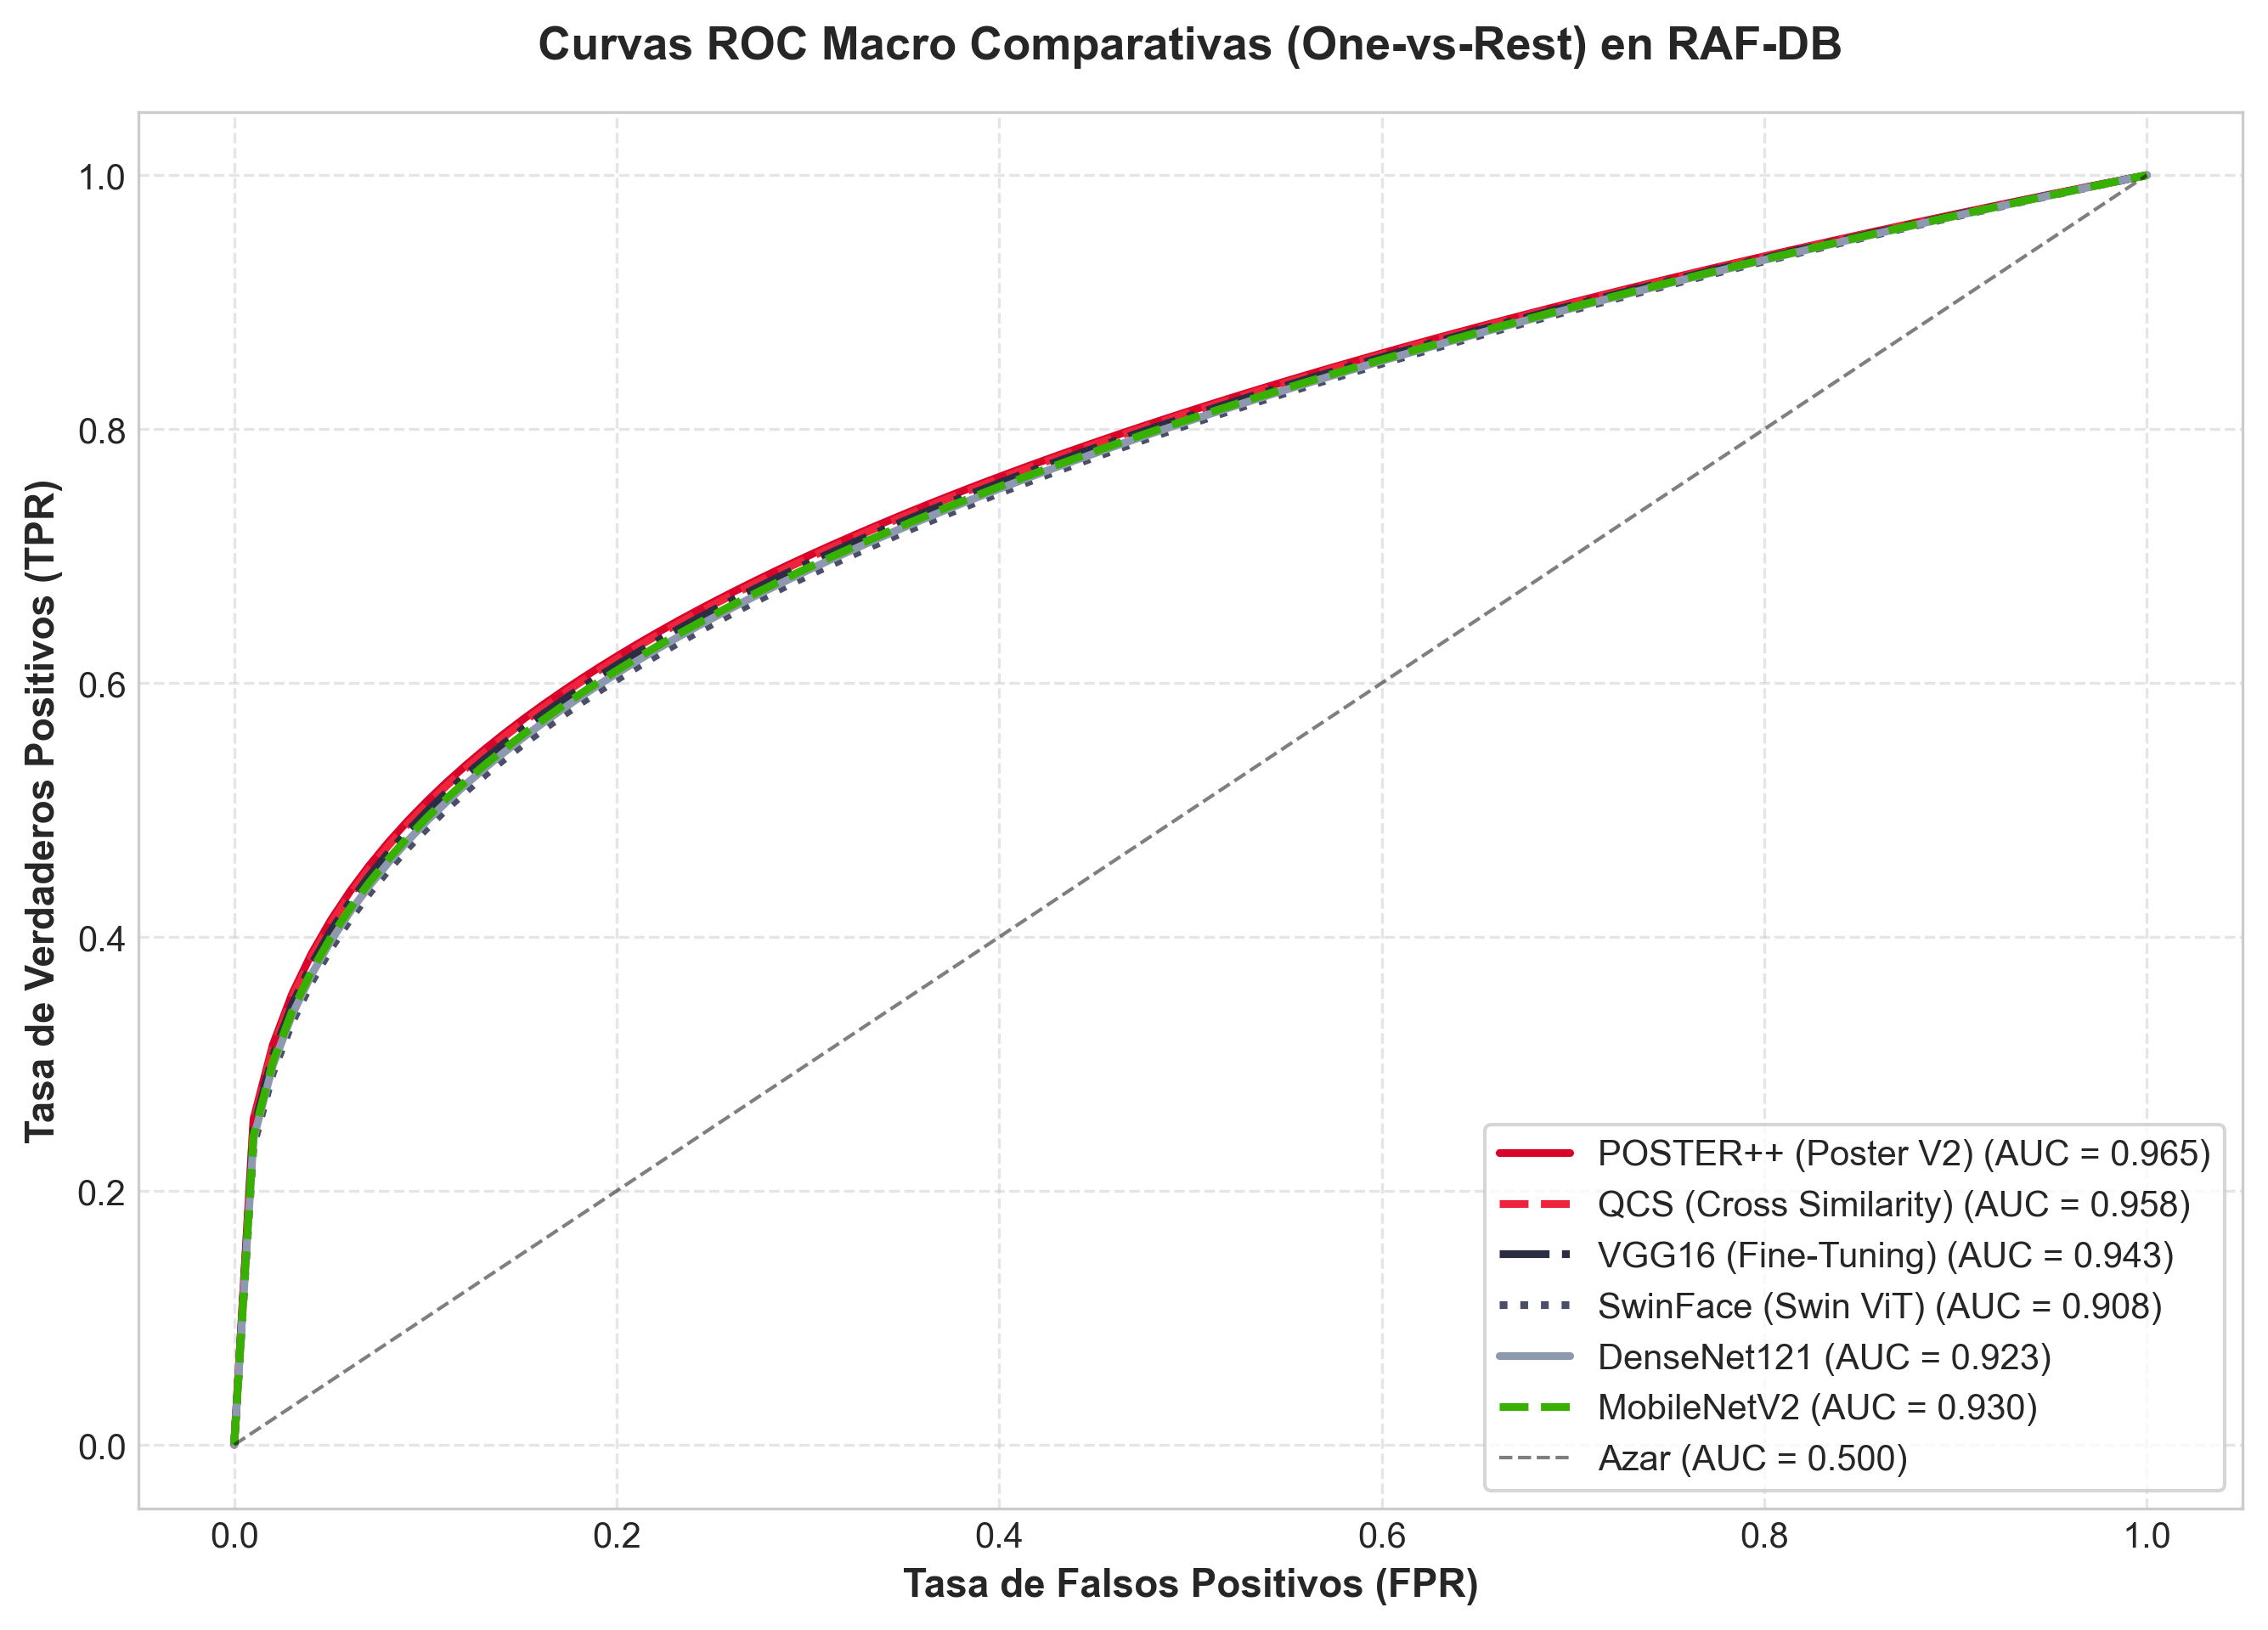 Curvas ROC Macro Comparativas (One-vs-Rest) en RAF-DB
Tasa de Verdaderos Positivos (TPR)
1.0
0.8
0.6
0.4
0.2
0.0
POSTER++ (Poster V2) (AUC = 0.965)
QCS (Cross Similarity) (AUC = 0.958)
VGG16 (Fine-Tuning) (AUC = 0.943)
SwinFace (Swin ViT) (AUC = 0.908)
DenseNet121 (AUC = 0.923)
MobileNetV2 (AUC = 0.930)
Azar (AUC = 0.500)
0.0 0.2 0.4 0.6 0.8 1.0
Tasa de Falsos Positivos (FPR)